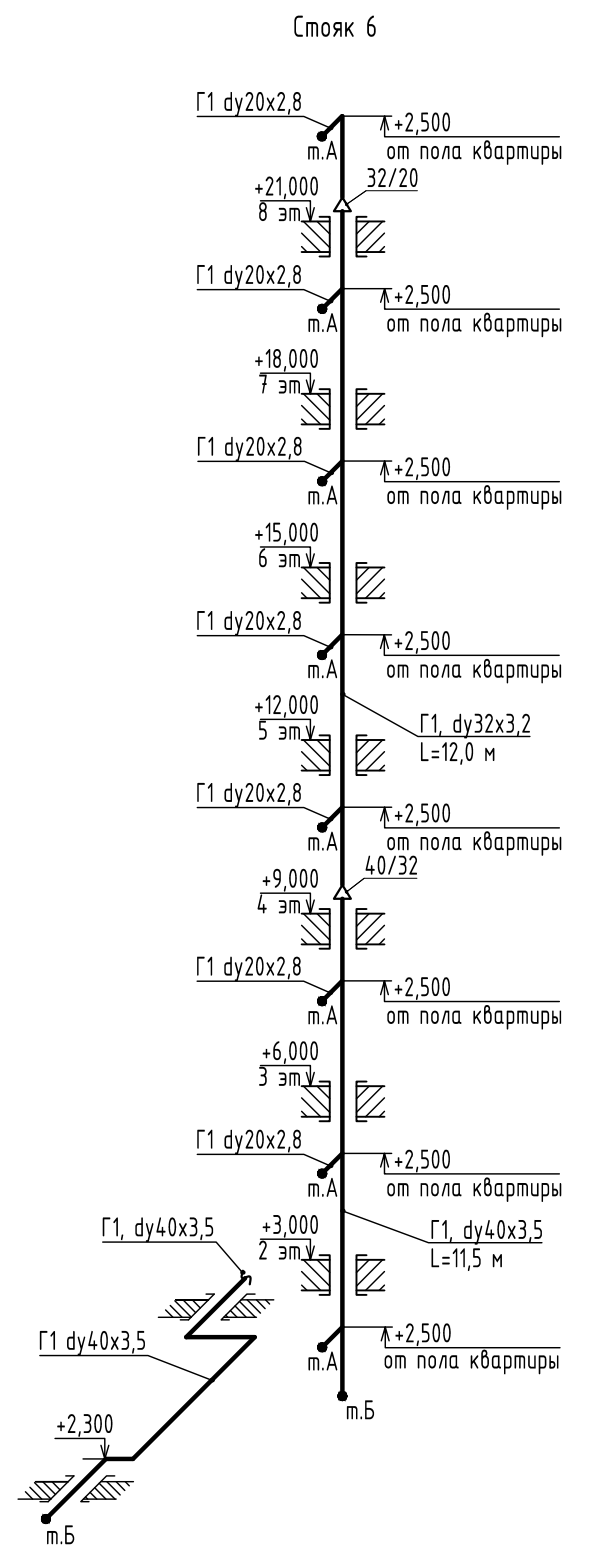 Стояк 6
Г1 dy20x2,8
+2,500
т.А
от пола квартиры
32/20
+21,000
8 эт
Г1 dy20x2,8
+2,500
т.А
от пола квартиры
+18,000
7 эт
Г1 dy20x2,8
+2,500
т.А
от пола квартиры
+15,000
6 эт
Г1 dy20x2,8
+2,500
т.А
от пола квартиры
+12,000
5 эт
Г1, dy32x3,2
L=12,0 м
Г1 dy20x2,8
+2,500
т.А
от пола квартиры
40/32
+9,000
4 эт
Г1 dy20x2,8
+2,500
т.А
от пола квартиры
+6,000
3 эт
Г1 dy20x2,8
+2,500
т.А
от пола квартиры
Г1, dy40x3,5
+3,000
2 эт
Г1, dy40x3,5
L=11,5 м
Г1 dy40x3,5
+2,500
т.А
от пола квартиры
т.Б
+2,300
т.Б